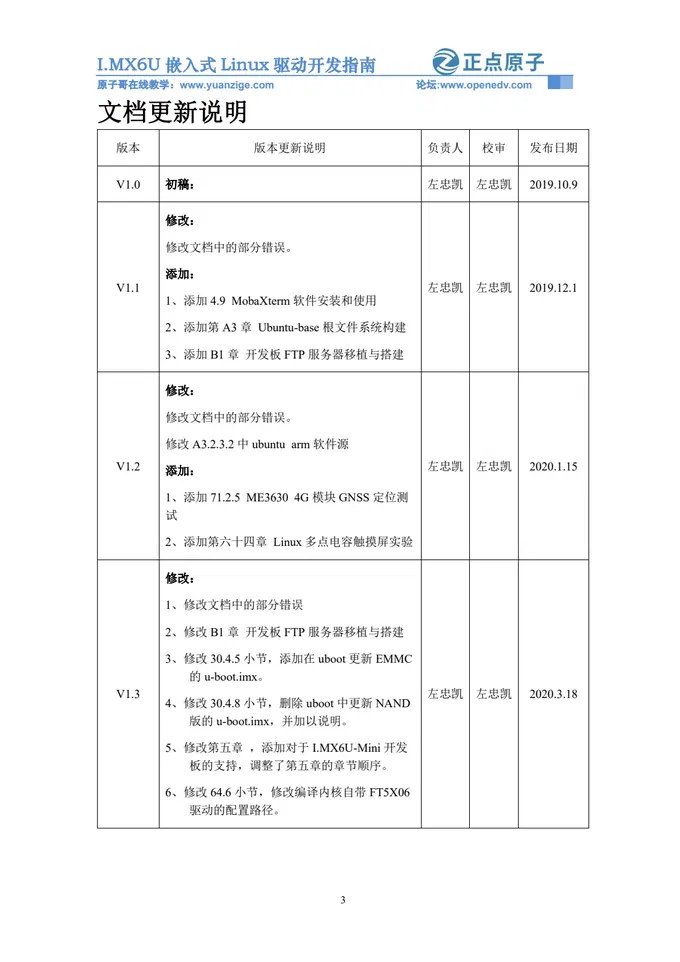 I.MX6U 嵌入式 Linux 驱动开发指南
正点原子
原子哥在线教学：www.yuanzige.com
论坛:www.openedv.com
文档更新说明
版本 版本更新说明 负责人 校审 发布日期
V1.0 初稿： 左忠凯 左忠凯 2019.10.9
修改：
修改文档中的部分错误。
添加：
V1.1 左忠凯 左忠凯 2019.12.1
1、添加 4.9 MobaXterm 软件安装和使用
2、添加第 A3 章 Ubuntu-base 根文件系统构建
3、添加 B1 章 开发板 FTP 服务器移植与搭建
修改：
修改文档中的部分错误。
修改 A3.2.3.2 中 ubuntu arm 软件源
V1.2 添加： 左忠凯 左忠凯 2020.1.15
1、添加 71.2.5 ME3630 4G 模块 GNSS 定位测
试
2、添加第六十四章 Linux 多点电容触摸屏实验
修改：
1、修改文档中的部分错误
2、修改 B1 章 开发板 FTP 服务器移植与搭建
3、修改 30.4.5 小节，添加在 uboot 更新 EMMC
的 u-boot.imx。
V1.3 左忠凯 左忠凯 2020.3.18
4、修改 30.4.8 小节，删除 uboot 中更新 NAND
版的 u-boot.imx，并加以说明。
5、修改第五章 ，添加对于 I.MX6U-Mini 开发
板的支持，调整了第五章的章节顺序。
6、修改 64.6 小节，修改编译内核自带 FT5X06
驱动的配置路径。
3